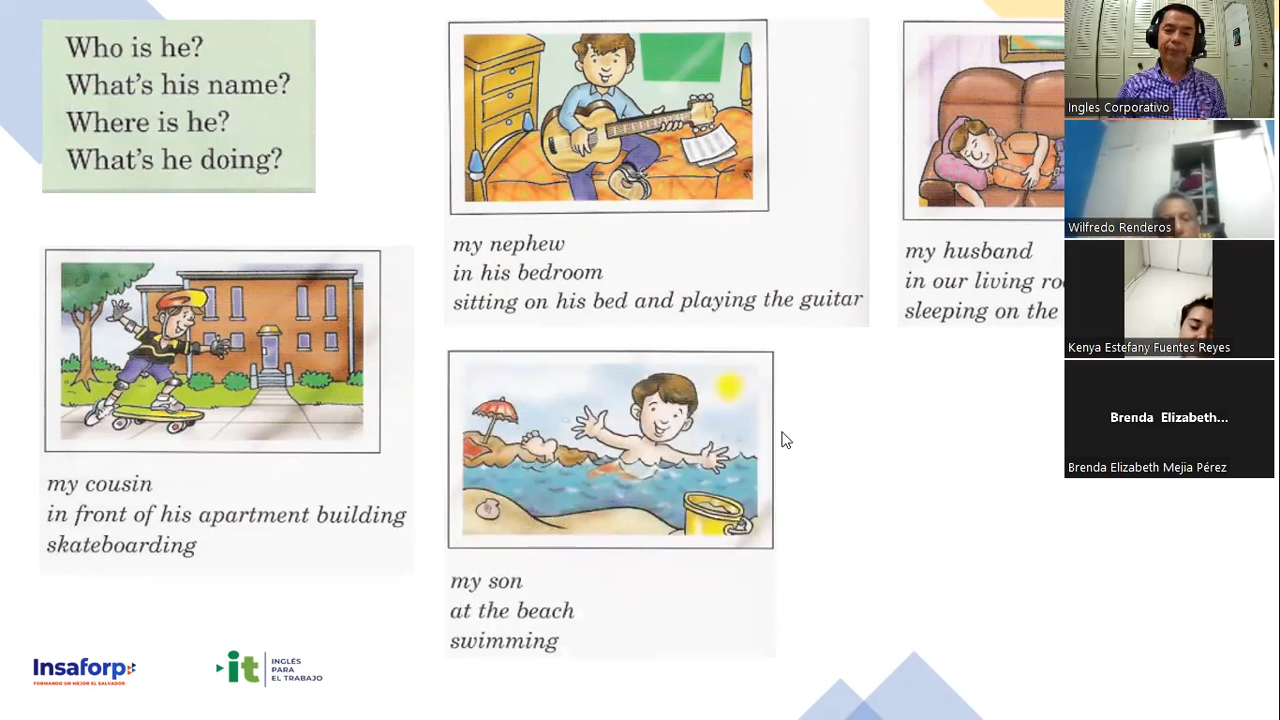 Who is he?
What's his name?
Where is he?
What's he doing?
my nephew
in his bedroom
sitting on his bed and playing the guitar
my husband
in our living
sleeping on the
my cousin
in front of his apartment building
skateboarding
my son
at the beach
swimming
Insaforp
FORMANDO UN MEJOR EL SALVADOR
it
INGLÉS
PARA
EL TRABAJO
Ingles Corporativo
Wilfredo Renderos
Kenya Estefany Fuentes Reyes
Brenda Elizabeth...
Brenda Elizabeth Mejia Pérez